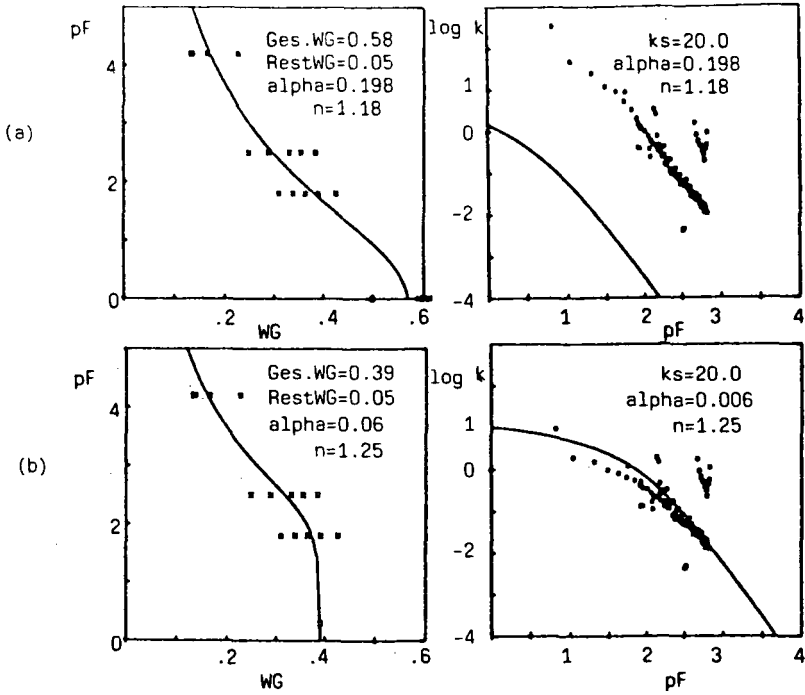 (a)
pF
4
2
0
0
.2
.4
.6
WG
Ges.WG=0.58
RestWG=0.05
alpha=0.198
n=1.18
log k
1
0
-2
-4
1
2
3
4
pF
ks=20.0
alpha=0.198
n=1.18
(b)
pF
4
2
0
0
.2
.4
.6
WG
Ges.WG=0.39
RestWG=0.05
alpha=0.06
n=1.25
log k
1
0
-2
-4
1
2
3
4
pF
ks=20.0
alpha=0.006
n=1.25